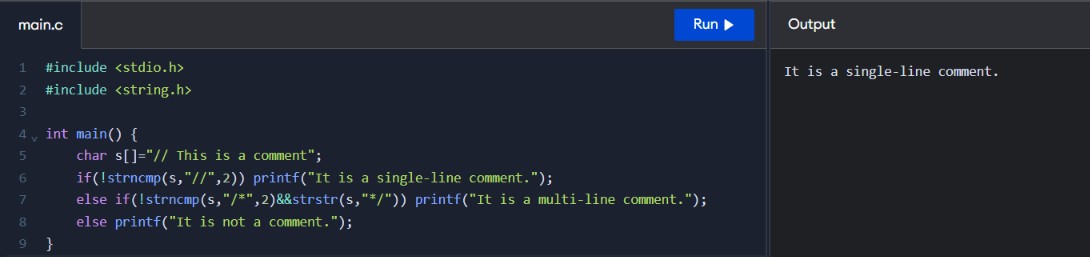 main.c
Run
Output
1 #include <stdio.h>
2 #include <string.h>
3
4 int main() {
5 char s[]="// This is a comment";
6 if(!strncmp(s,"//",2)) printf("It is a single-line comment.");
7 else if(!strncmp(s,"/*",2)&&strstr(s,"*/")) printf("It is a multi-line comment.");
8 else printf("It is not a comment.");
9 }
It is a single-line comment.